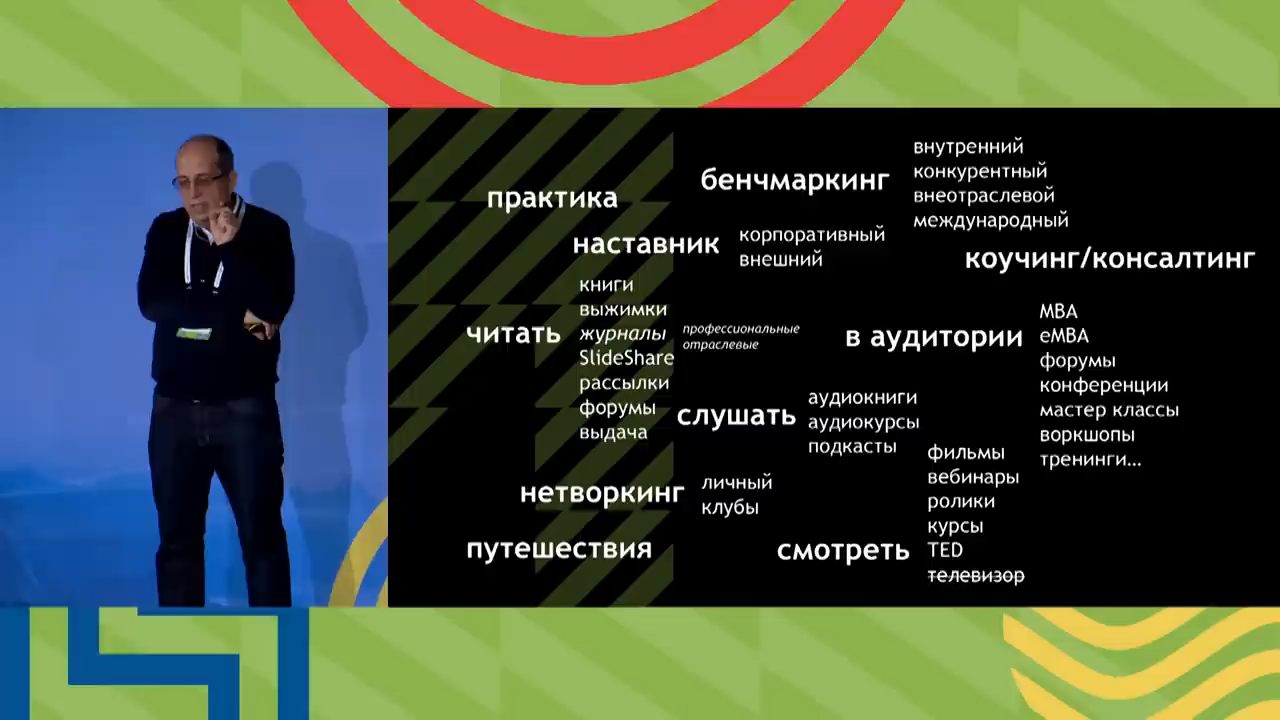 практика
бенчмаркинг
внутренний
конкурентный
внеотраслевой
международный
наставник
корпоративный
внешний
коучинг/консалтинг
читать
книги
выжимки
журналы
профессиональные
отраслевые
SlideShare
рассылки
форумы
выдача
в аудитории
MBA
eMBA
форумы
конференции
мастер классы
воркшопы
тренинги...
слушать
аудиокниги
аудиокурсы
подкасты
нетворкинг
личный
клубы
путешествия
смотреть
фильмы
вебинары
ролики
курсы
TED
телевизор